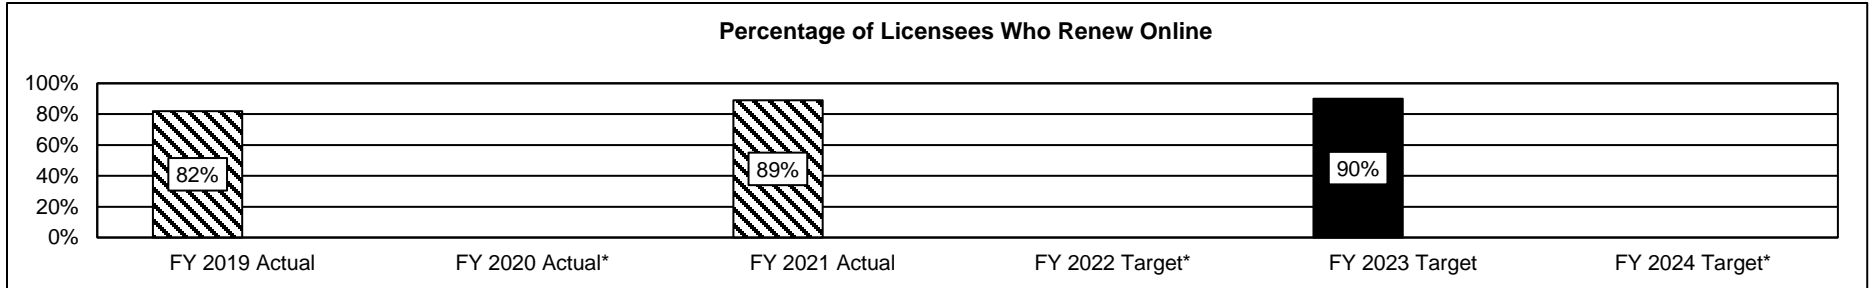 Percentage of Licensees Who Renew Online
100%
80%
60%
40%
20%
0%
82%
89%
90%
FY 2019 Actual
FY 2020 Actual*
FY 2021 Actual
FY 2022 Target*
FY 2023 Target
FY 2024 Target*